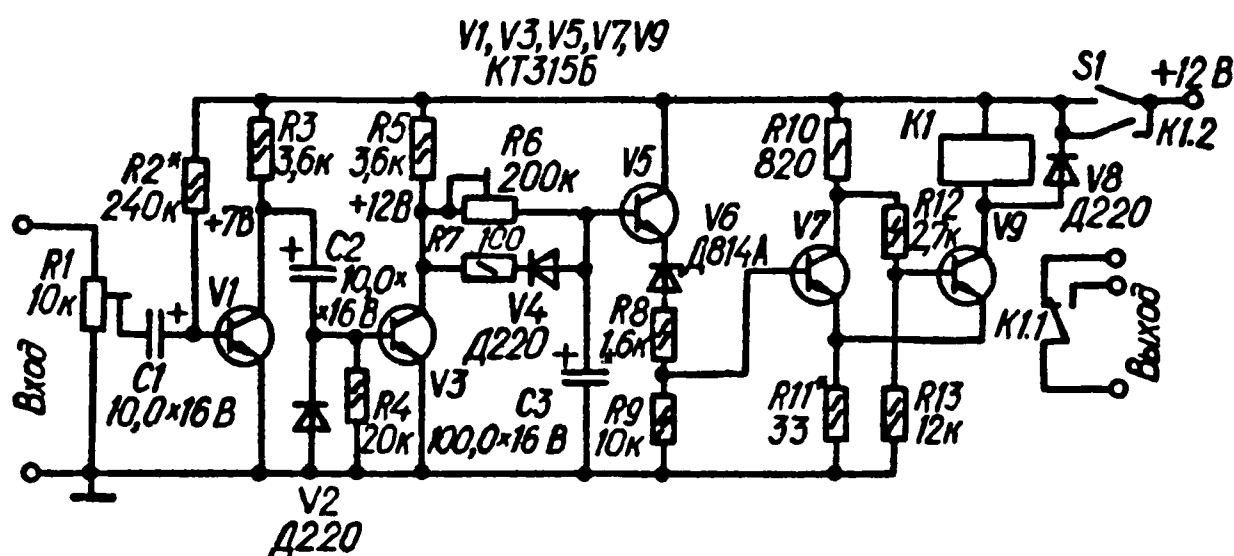 V1, V3, V5, V7, V9
КТ315Б
S1
+12 В
K1.2
R3
3,6к
R5
3,6к
R6
200к
R10
820
K1
R2*
240к
+7В
+12В
V5
V8
Д220
R7
100
V6
Д814А
V7
R12
2,7к
V9
R1
10к
V1
C2
10,0×
×16 В
V4
Д220
R8
1,6к
K1.1
Выход
Вход
C1
10,0×16 В
R4
20к
V3
C3
100,0×16 В
R9
10к
R11*
33
R13
12к
V2
Д220